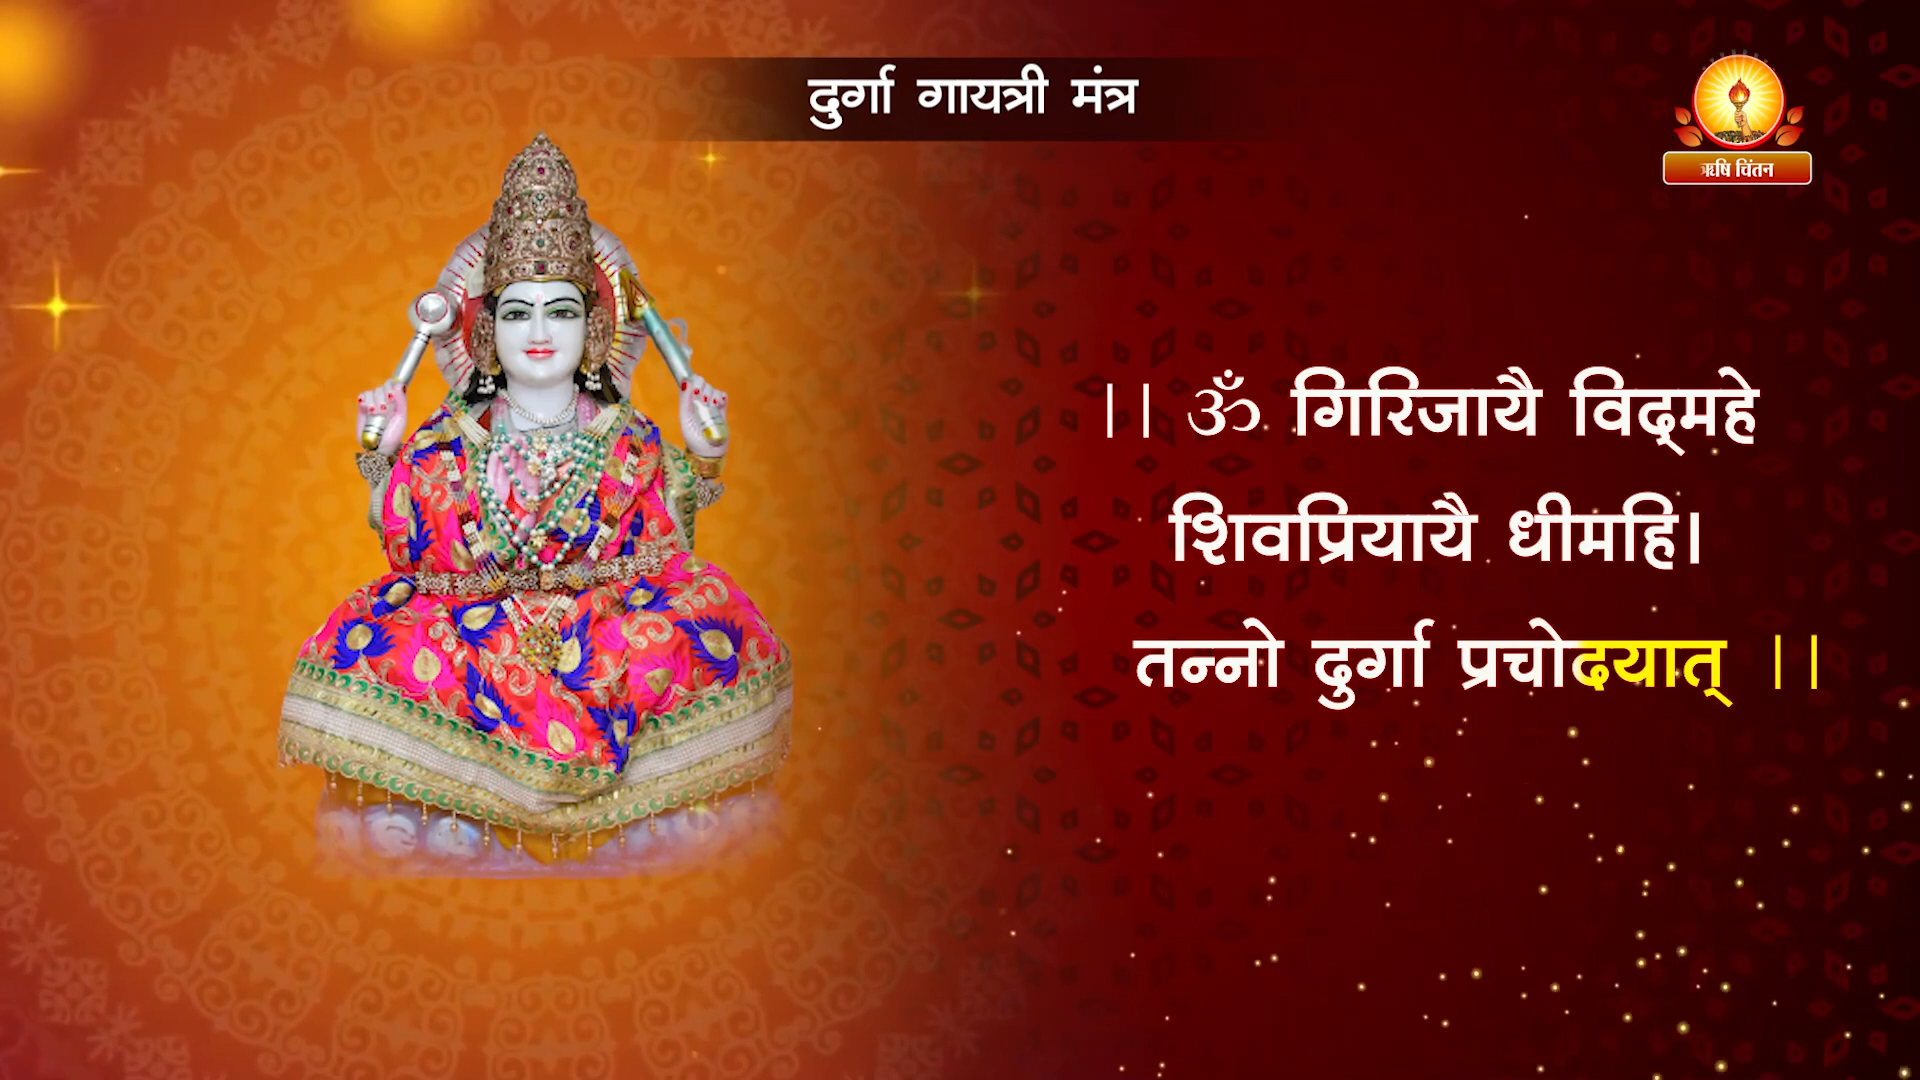 दुर्गा गायत्री मंत्र
ऋषि चिंतन
|| ॐ गिरिजायै विद्‌महे
शिवप्रियायै धीमहि।
तन्नो दुर्गा प्रचोदयात् ||